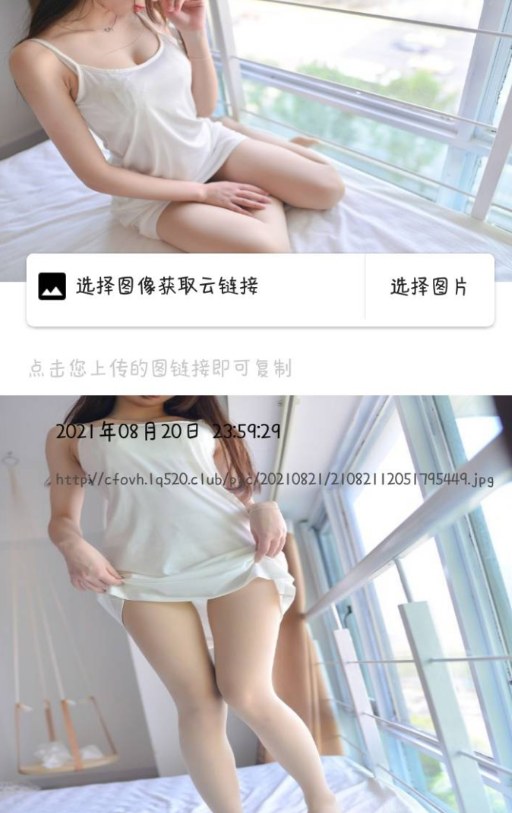 选择图像获取云链接
选择图片
点击您上传的图链接即可复制
2021年08月20日 23:59:29
http://cfovh.lq520.club/pic/20210821/21082112051795449.jpg